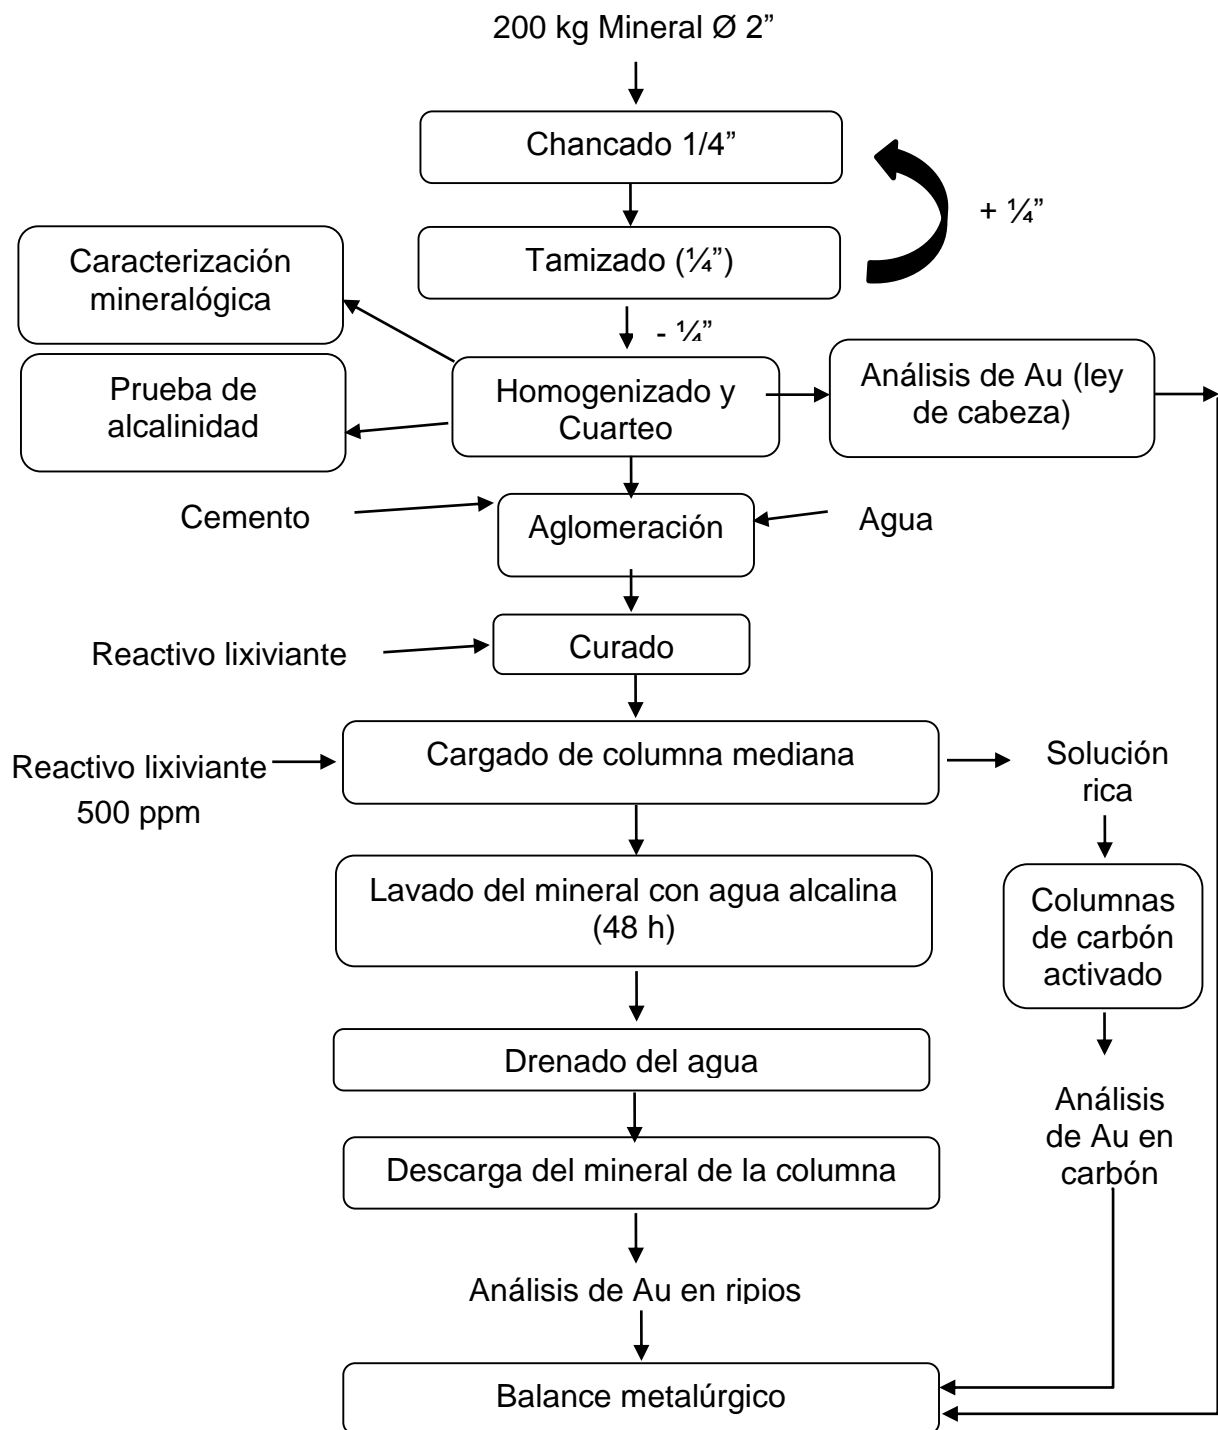 200 kg Mineral Ø 2”
Chancado 1/4”
+ ¼”
Tamizado (¼”)
Caracterización
mineralógica
- ¼”
Prueba de
alcalinidad
Homogenizado y
Cuarteo
Análisis de Au (ley
de cabeza)
Cemento
Aglomeración
Agua
Reactivo lixiviante
Curado
Reactivo lixiviante
500 ppm
Cargado de columna mediana
Solución
rica
Lavado del mineral con agua alcalina
(48 h)
Columnas
de carbón
activado
Drenado del agua
Análisis
de Au en
carbón
Descarga del mineral de la columna
Análisis de Au en ripios
Balance metalúrgico